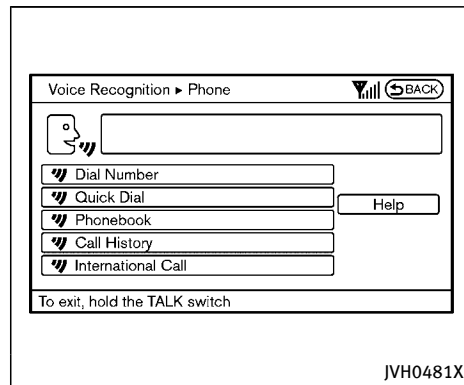 Voice Recognition ▸ Phone
BACK
Dial Number
Quick Dial
Help
Phonebook
Call History
International Call
To exit, hold the TALK switch
JVH0481X